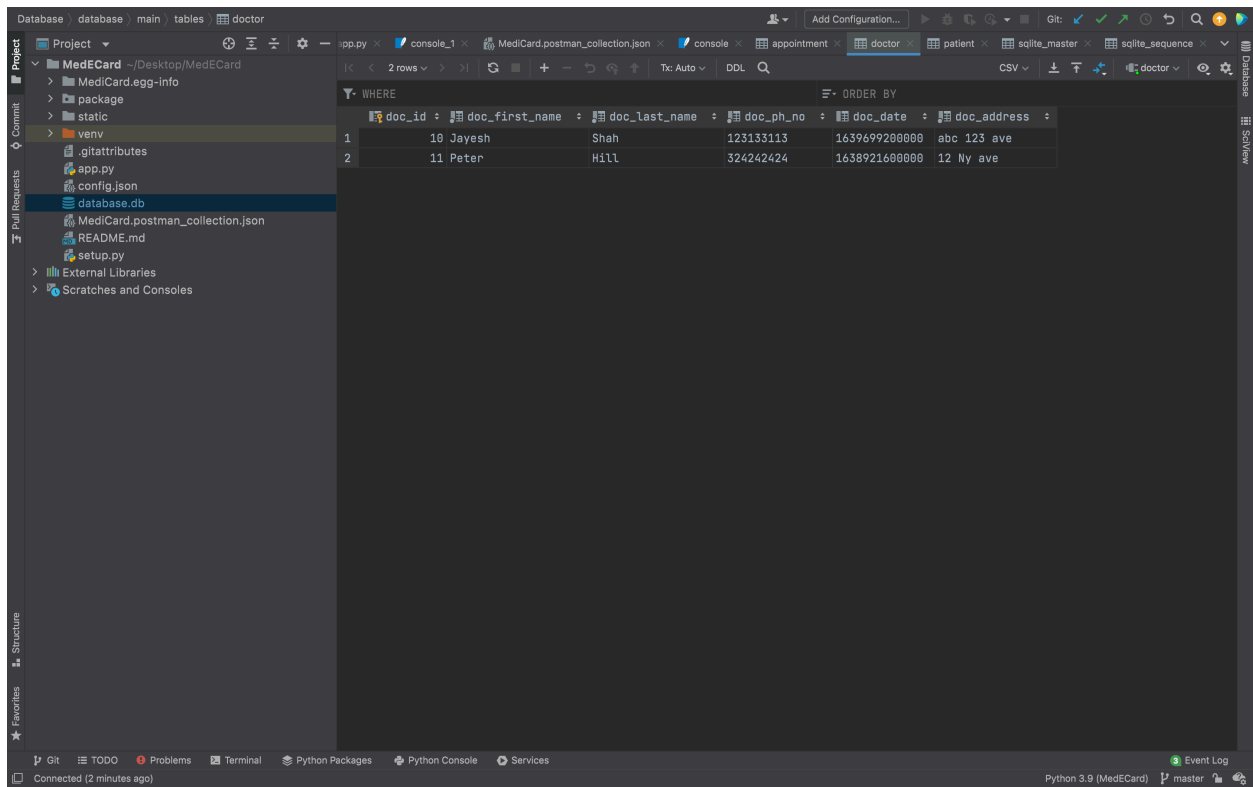 Database database main tables doctor Add Configuration... Git:
Project
app.py console_1 MediCard.postman_collection.json console appointment doctor patient sqlite_master sqlite_sequence
MedECard ~/Desktop/MedECard
2 rows Tx: Auto DDL CSV doctor
MediCard.egg-info
package
static
venv
.gitattributes
app.py
config.json
database.db
MediCard.postman_collection.json
README.md
setup.py
External Libraries
Scratches and Consoles
WHERE ORDER BY
doc_id doc_first_name doc_last_name doc_ph_no doc_date doc_address
1 10 Jayesh Shah 123133113 1639699200000 abc 123 ave
2 11 Peter Hill 324242424 1638921600000 12 Ny ave
Project
Commit
Pull Requests
Structure
Favorites
Database
SciView
Git TODO Problems Terminal Python Packages Python Console Services 3 Event Log
Connected (2 minutes ago) Python 3.9 (MedECard) master